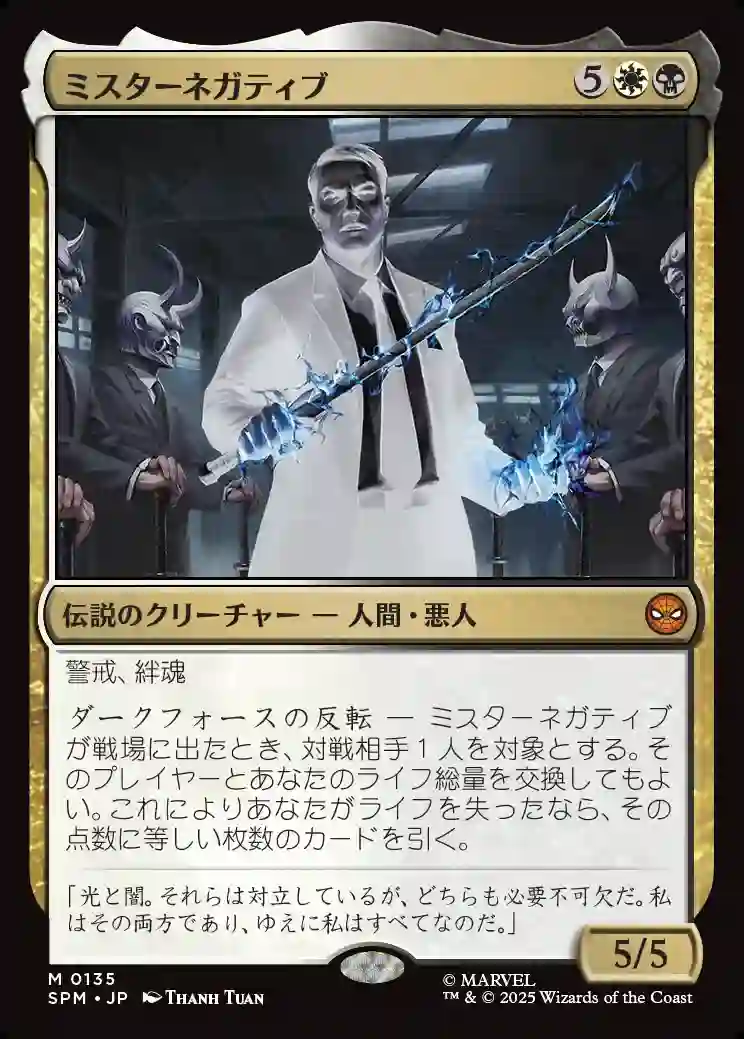 ミスターネガティブ 5
伝説のクリーチャー — 人間・悪人
警戒、絆魂
ダークフォースの反転 — ミスターネガティブ
が戦場に出たとき、対戦相手１人を対象とする。そ
のプレイヤーとあなたのライフ総量を交換してもよ
い。これによりあなたがライフを失ったなら、その
点数に等しい枚数のカードを引く。
「光と闇。それらは対立しているが、どちらも必要不可欠だ。私
はその両方であり、ゆえに私はすべてなのだ。」
5/5
M 0135
SPM • JP THANH TUAN
© MARVEL
™ & © 2025 Wizards of the Coast